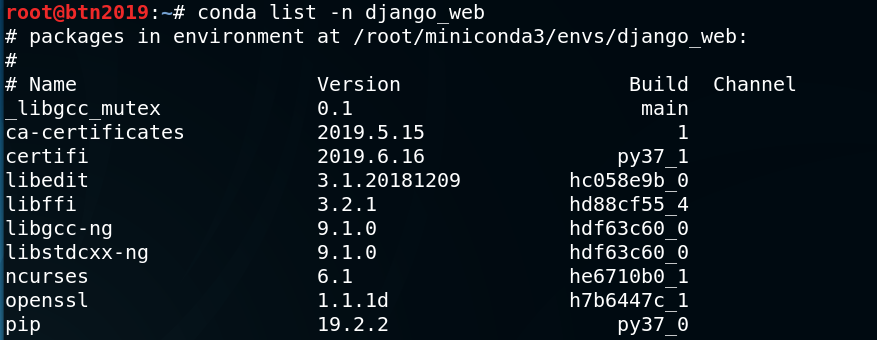 root@btn2019:~# conda list -n django_web
# packages in environment at /root/miniconda3/envs/django_web:
#
# Name                    Version                   Build  Channel
_libgcc_mutex             0.1                        main
ca-certificates           2019.5.15                     1
certifi                   2019.6.16                py37_1
libedit                   3.1.20181209         hc058e9b_0
libffi                    3.2.1                hd88cf55_4
libgcc-ng                 9.1.0                hdf63c60_0
libstdcxx-ng              9.1.0                hdf63c60_0
ncurses                   6.1                  he6710b0_1
openssl                   1.1.1d               h7b6447c_1
pip                       19.2.2                   py37_0